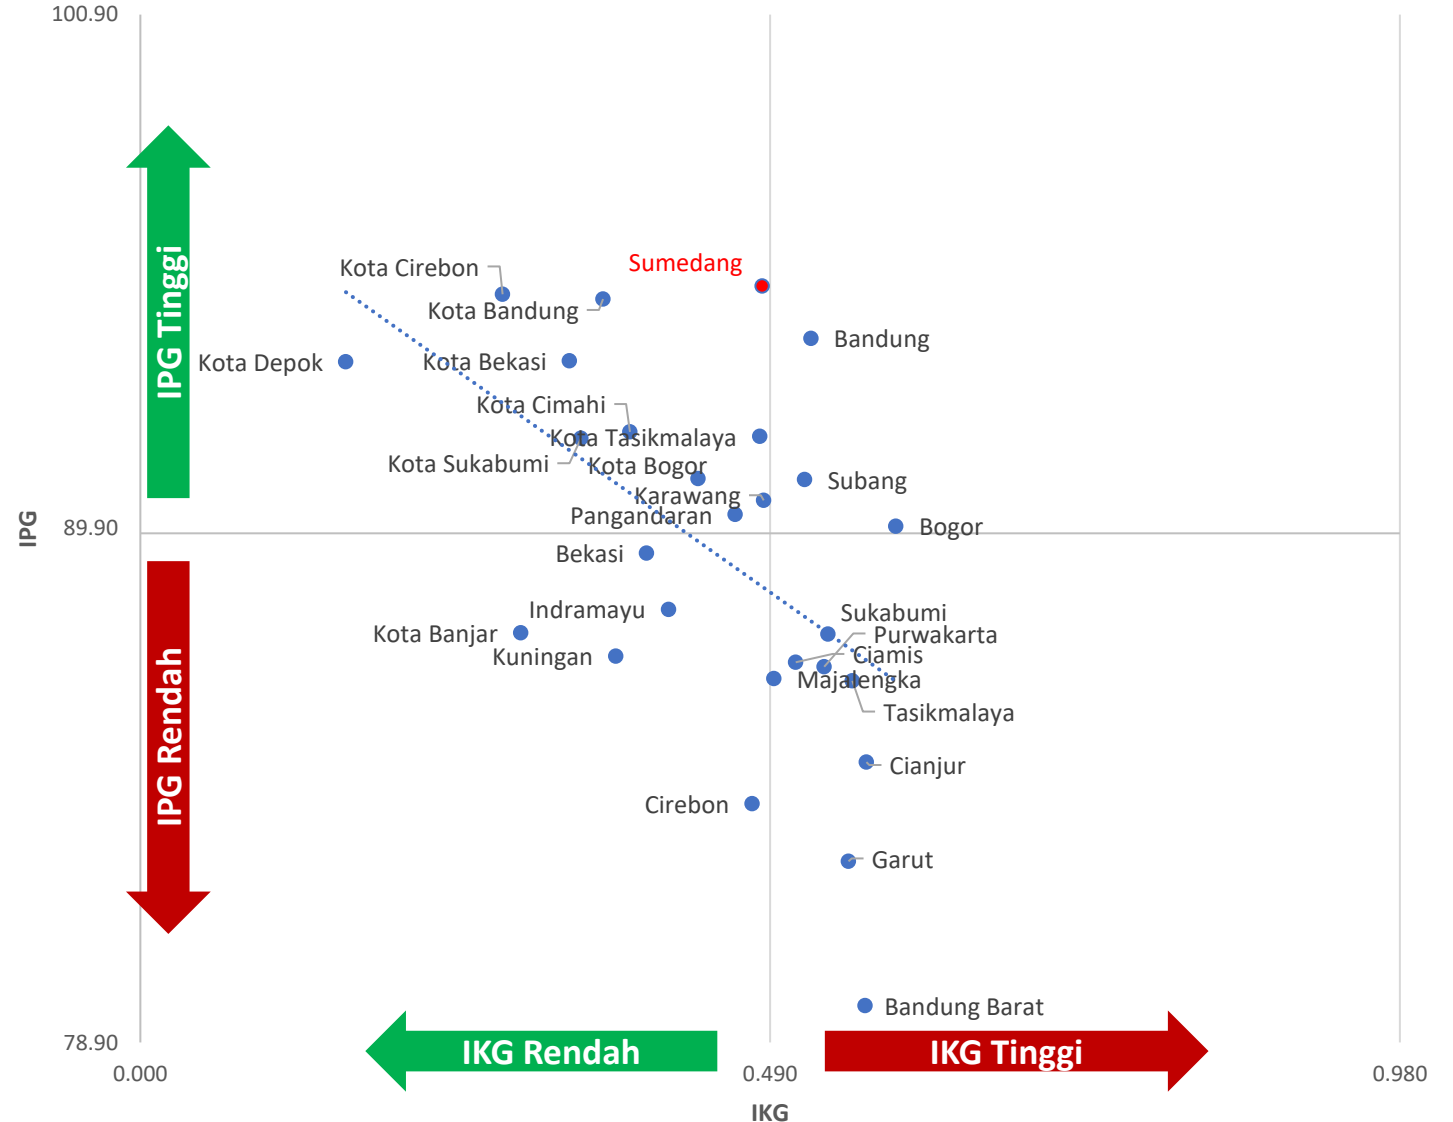 100.90
Kota Cirebon
Sumedang
Kota Bandung
Bandung
Kota Depok
Kota Bekasi
Kota Cimahi
Kota Tasikmalaya
Kota Sukabumi
Kota Bogor
Subang
Karawang
Pangandaran
Bogor
89.90
IPG
IPG Tinggi
IPG Rendah
Bekasi
Indramayu
Sukabumi
Kota Banjar
Purwakarta
Kuningan
Ciamis
Majalengka
Tasikmalaya
Cianjur
Cirebon
Garut
Bandung Barat
78.90
IKG Rendah
IKG Tinggi
0.000
0.490
0.980
IKG